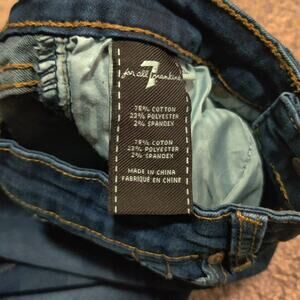 7
for all mankind
76% COTTON
22% POLYESTER
2% SPANDEX
76% COTON
22% POLYESTER
2% SPANDEX
MADE IN CHINA
FABRIQUÉ EN CHINE